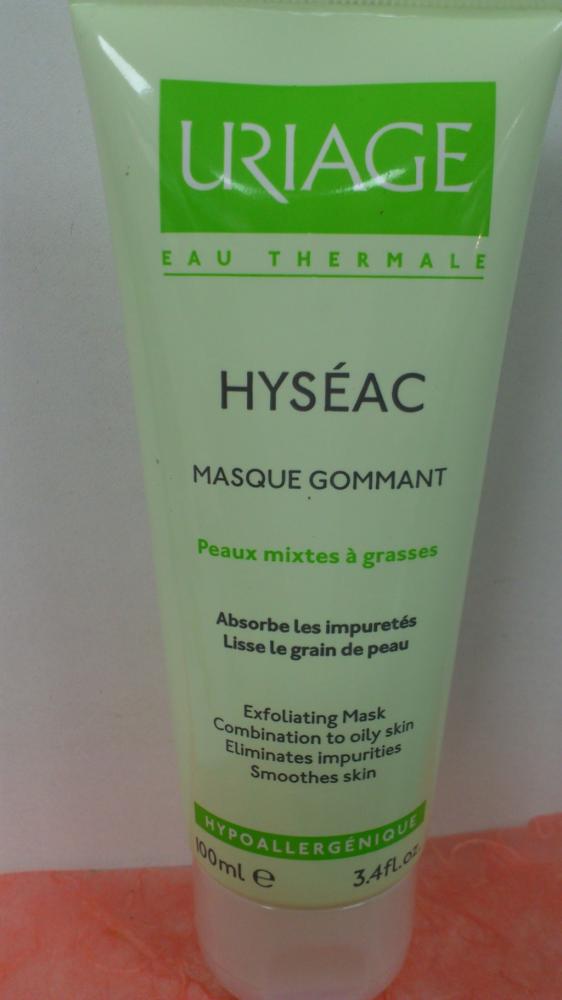 URIAGE
EAU THERMALE
HYSÉAC
MASQUE GOMMANT
Peaux mixtes à grasses
Absorbe les impuretés
Lisse le grain de peau
Exfoliating Mask
Combination to oily skin
Eliminates impurities
Smoothes skin
HYPOALLERGÉNIQUE
100ml ℮ 3.4fl.oz.